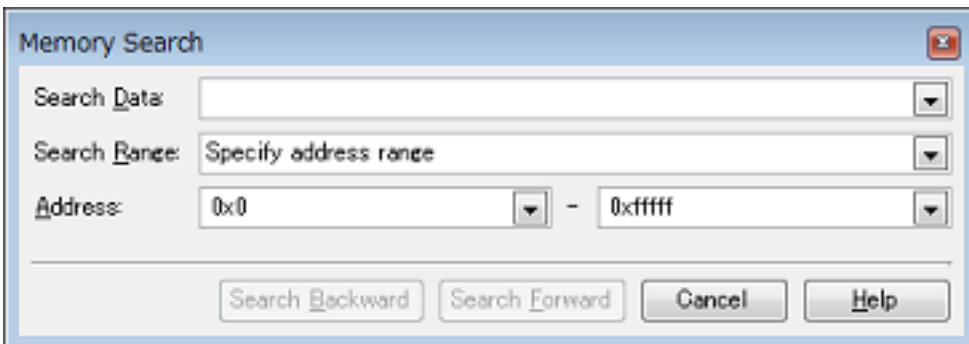 Memory Search
Search Data:
Search Range: Specify address range
Address: 0x0 - 0xfffff
Search Backward Search Forward Cancel Help